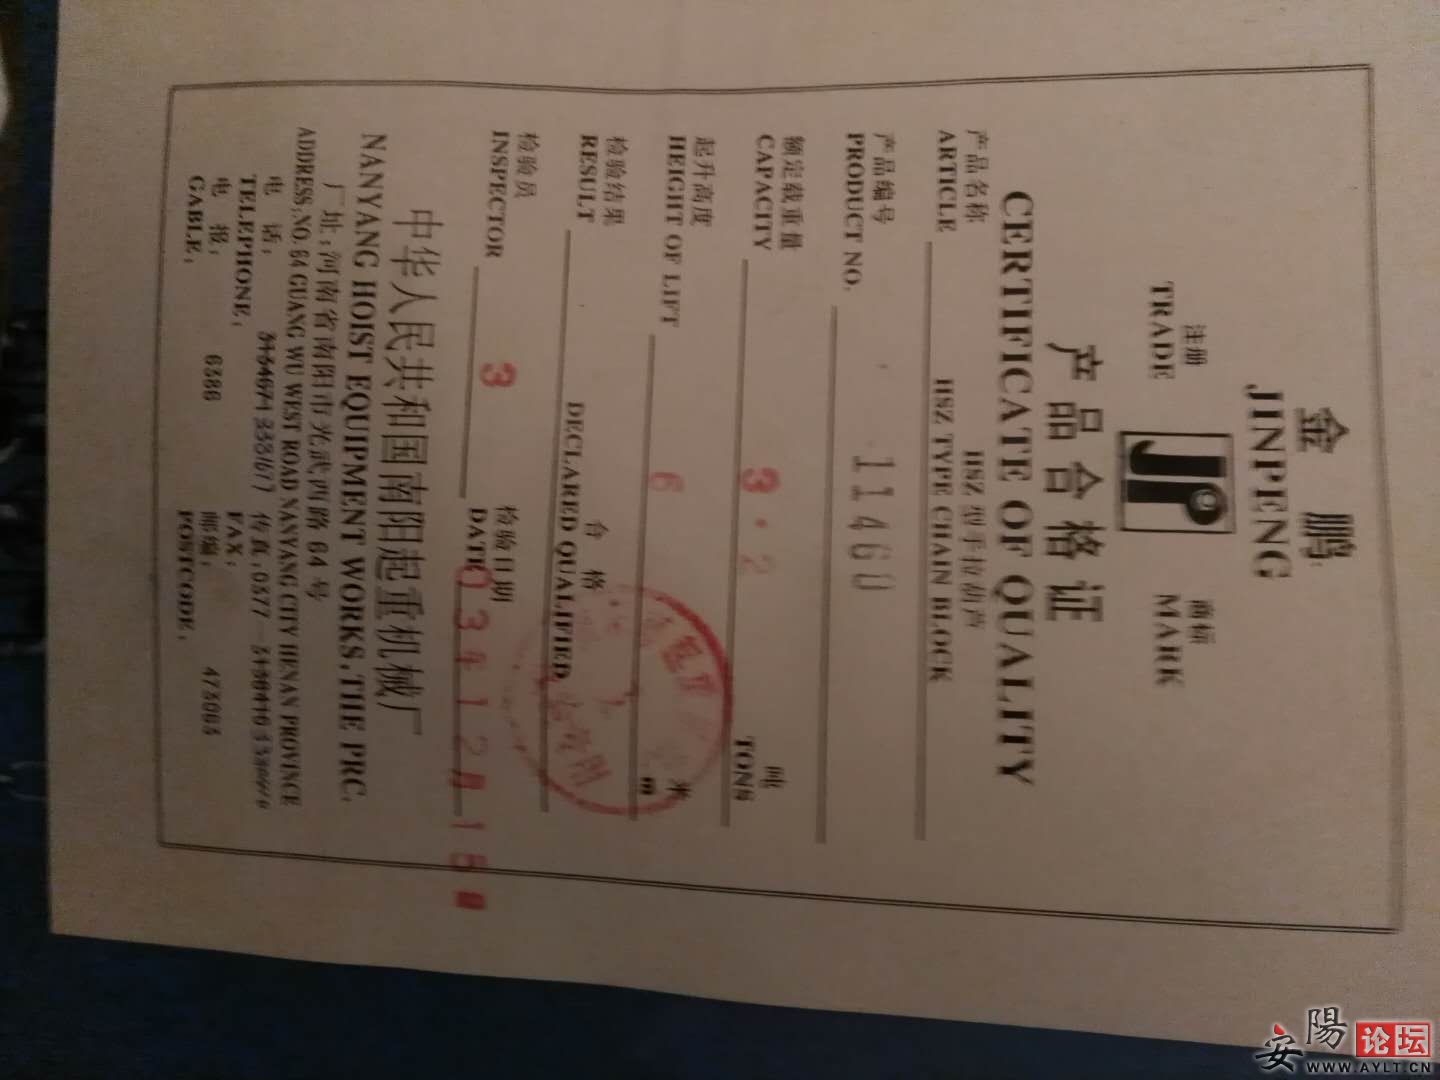 金鹏
JINPENG
注册 商标
TRADE JP MARK
产品合格证
CERTIFICATE OF QUALITY
产品名称 HSZ 型手拉葫芦
ARTICLE HSZ TYPE CHAIN BLOCK
产品编号
PRODUCT NO. 11460
额定载重量 3.2 吨
CAPACITY TONS
起升高度 6 米
HEIGHT OF LIFT m
检验结果 合格
RESULT DECLARED QUALIFIED
检验员 3 检验日期
INSPECTOR DATE
中华人民共和国南阳起重机械厂
NANYANG HOIST EQUIPMENT WORKS,THE PRC.
厂址:河南省南阳市光武西路 64 号
ADDRESS:NO. 64 GUANG WU WEST ROAD NANYANG CITY HENAN PROVINCE
电话: 传真:0377
TELEPHONE: FAX:
电报: 6386 邮编:
GABLE: POSTCODE:
安陽论坛
WWW.AYLT.CN